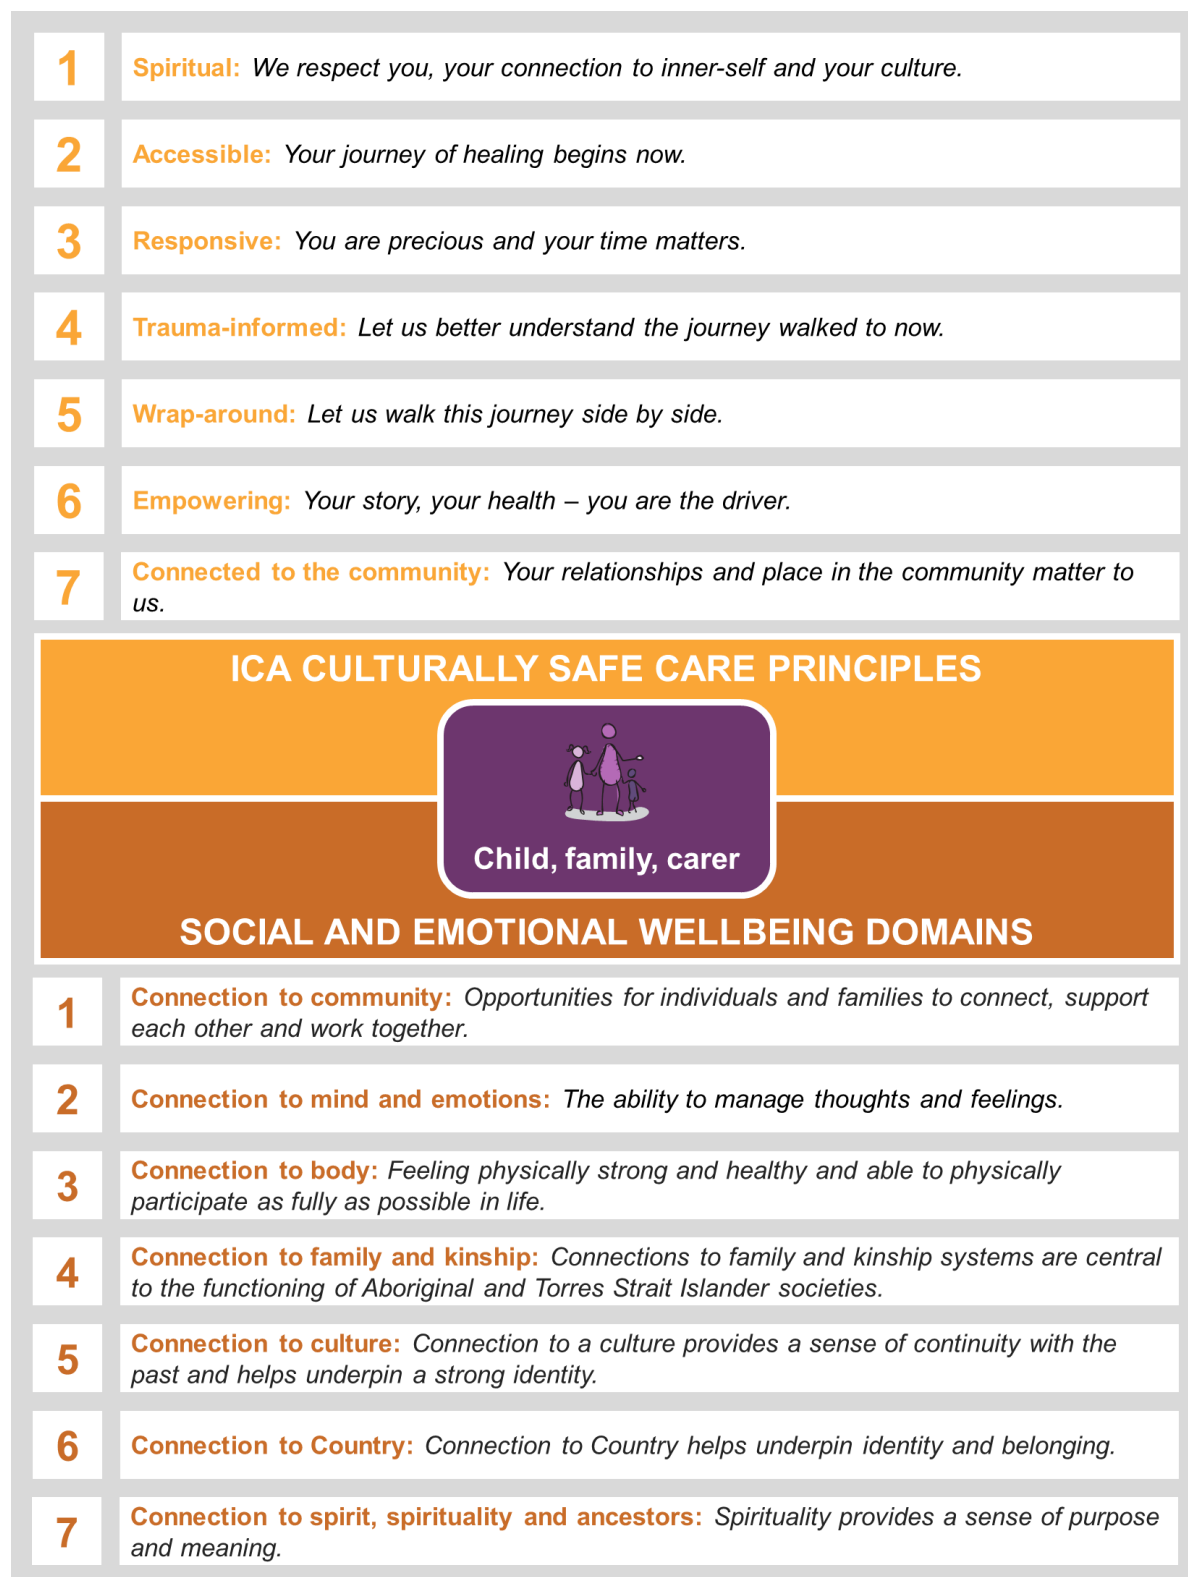 1
Spiritual: We respect you, your connection to inner-self and your culture.
2
Accessible: Your journey of healing begins now.
3
Responsive: You are precious and your time matters.
4
Trauma-informed: Let us better understand the journey walked to now.
5
Wrap-around: Let us walk this journey side by side.
6
Empowering: Your story, your health – you are the driver.
7
Connected to the community: Your relationships and place in the community matter to
us.
ICA CULTURALLY SAFE CARE PRINCIPLES
Child, family, carer
SOCIAL AND EMOTIONAL WELLBEING DOMAINS
1
Connection to community: Opportunities for individuals and families to connect, support
each other and work together.
2
Connection to mind and emotions: The ability to manage thoughts and feelings.
3
Connection to body: Feeling physically strong and healthy and able to physically
participate as fully as possible in life.
4
Connection to family and kinship: Connections to family and kinship systems are central
to the functioning of Aboriginal and Torres Strait Islander societies.
5
Connection to culture: Connection to a culture provides a sense of continuity with the
past and helps underpin a strong identity.
6
Connection to Country: Connection to Country helps underpin identity and belonging.
7
Connection to spirit, spirituality and ancestors: Spirituality provides a sense of purpose
and meaning.